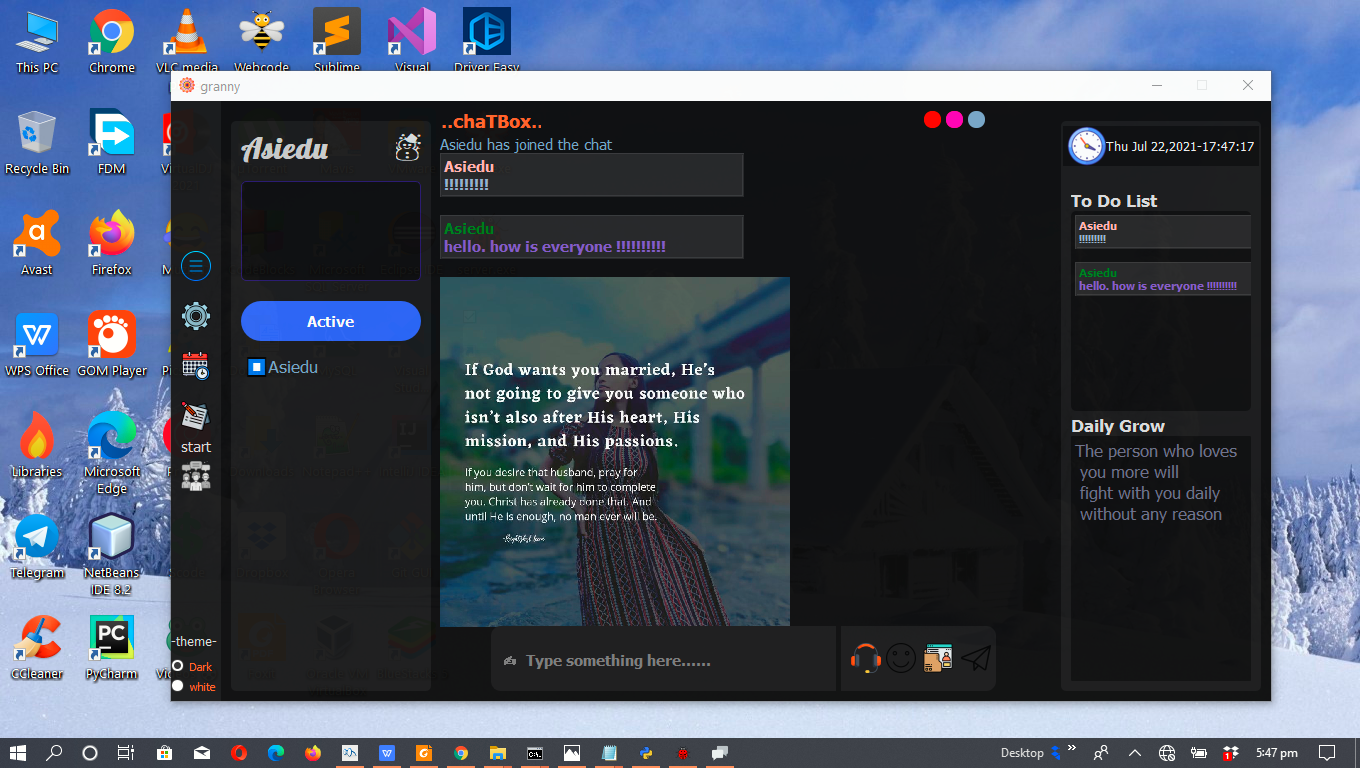 This PC
Chrome
VLC media
Webcode
Sublime
Visual
Driver Easy
Recycle Bin
FDM
Avast
Firefox
WPS Office
GOM Player
Libraries
Microsoft
Edge
Telegram
NetBeans
IDE 8.2
CCleaner
PyCharm
granny
start
-theme-
Dark
white
Asiedu
Active
Asiedu
..chaTBox..
Asiedu has joined the chat
Asiedu
!!!!!!!!!
Asiedu
hello. how is everyone !!!!!!!!!!
If God wants you married, He's
not going to give you someone who
isn't also after His heart, His
mission, and His passions.
If you desire that husband, pray for
him, but don't wait for him to complete
you. Christ has already done that. And
until He is enough, no man ever will be.
Type something here......
Thu Jul 22,2021-17:47:17
To Do List
Asiedu
!!!!!!!!!
Asiedu
hello. how is everyone !!!!!!!!!!
Daily Grow
The person who loves
you more will
fight with you daily
without any reason
Desktop
5:47 pm